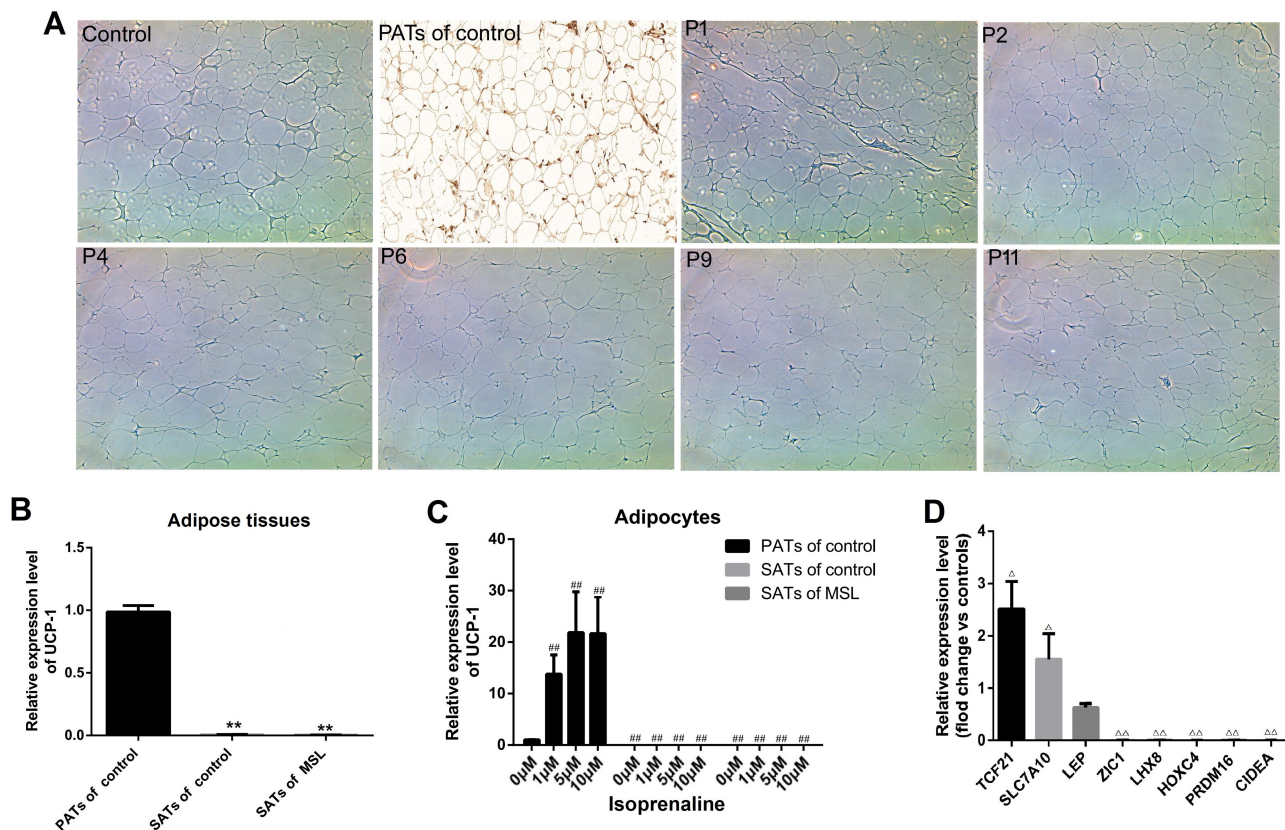 A
Control
PATs of control
P1
P2
P4
P6
P9
P11
B
Adipose tissues
Relative expression level
of UCP-1
1.5
1.0
0.5
0.0
**
**
PATs of control
SATs of control
SATs of MSL
C
Adipocytes
PATs of control
SATs of control
SATs of MSL
Relative expression level
of UCP-1
40
30
20
10
0
## ## ##
## ## ## ##
## ## ## ##
0μM 1μM 5μM 10μM
0μM 1μM 5μM 10μM
0μM 1μM 5μM 10μM
Isoprenaline
D
Relative expression level
(flod change vs controls)
4
3
2
1
0
△
△
△△ △△ △△ △△ △△
TCF21
SLC7A10
LEP
ZIC1
LHX8
HOXC4
PRDM16
CIDEA